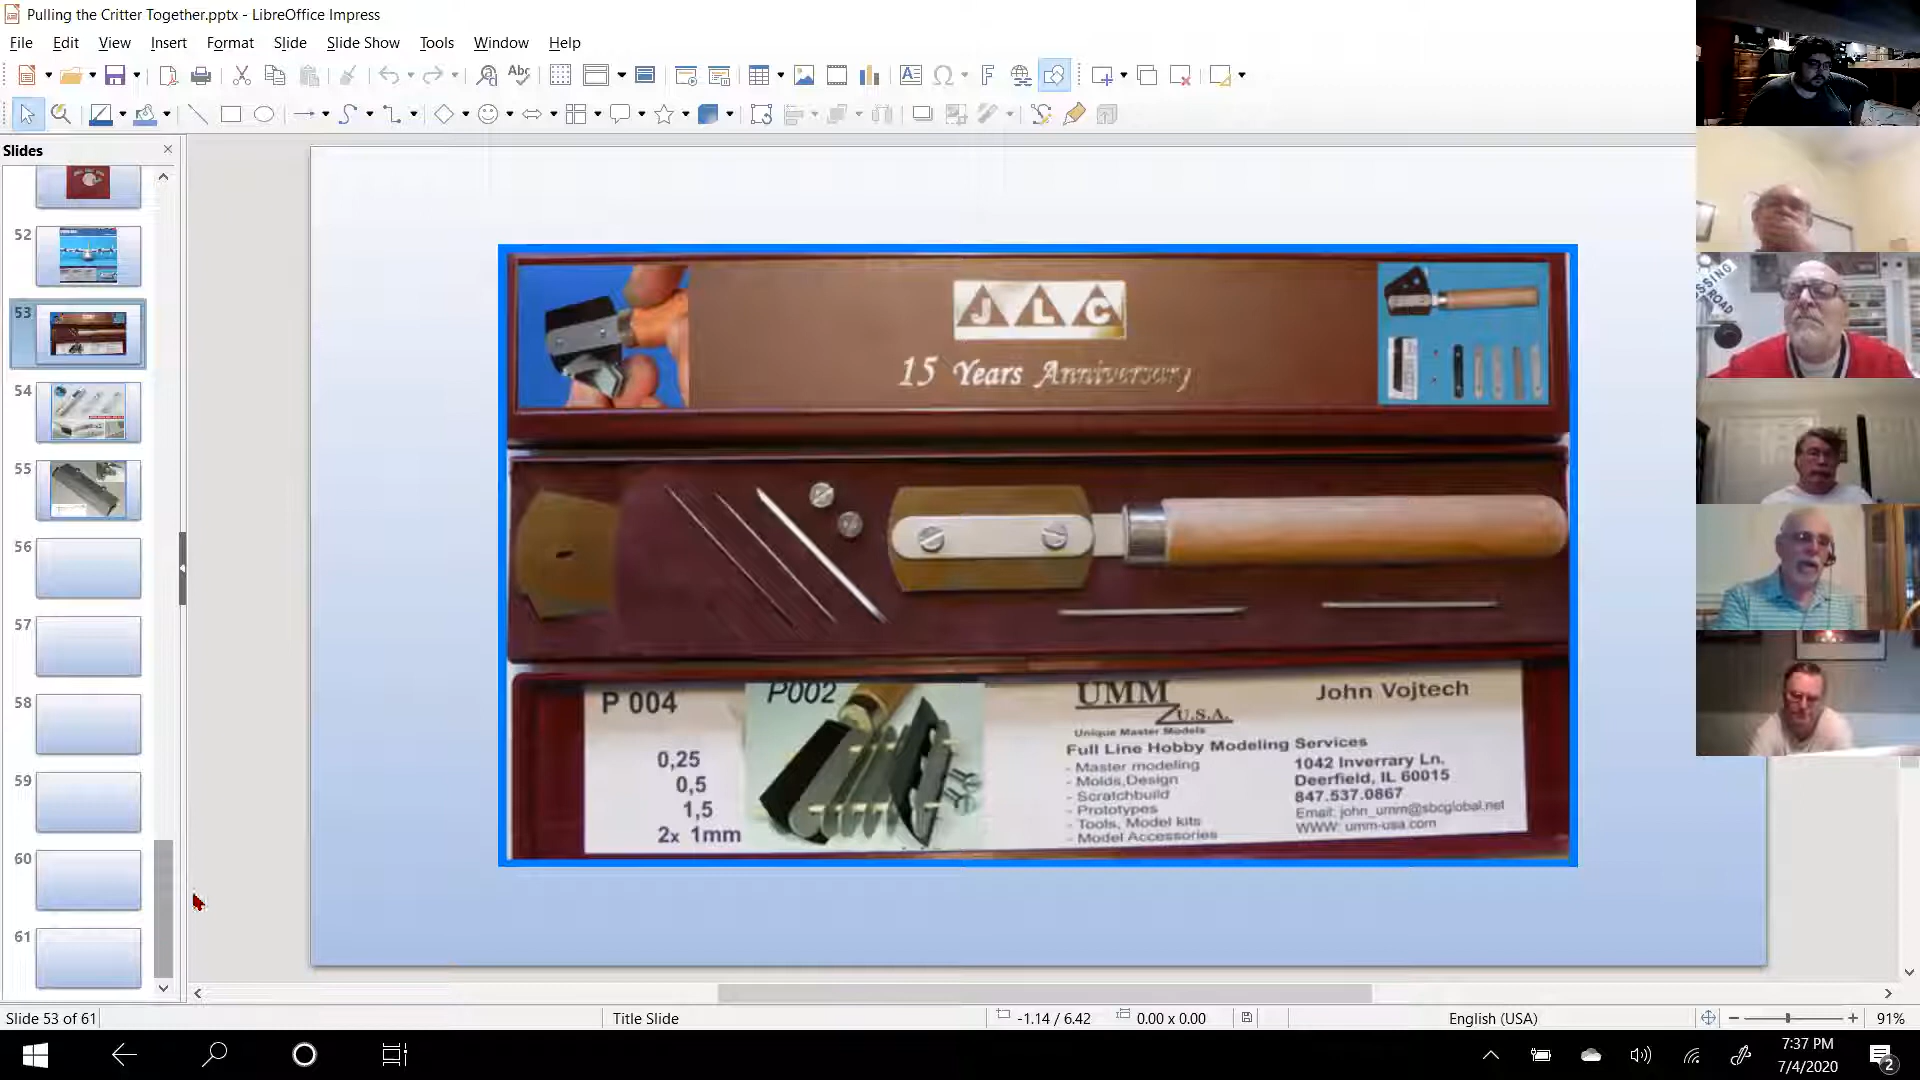 Pulling the Critter Together.pptx - LibreOffice Impress
File Edit View Insert Format Slide Slide Show Tools Window Help
Abc
Slides
52
53
54
55
56
57
58
59
60
61
JLC
15 Years Anniversary
P 004
0,25
0,5
1,5
2x 1mm
P002
UMM
U.S.A.
Unique Master Models
John Vojtech
Full Line Hobby Modeling Services
- Master modeling
- Molds,Design
- Scratchbuild
- Prototypes
- Tools, Model kits
- Model Accessories
1042 Inverrary Ln.
Deerfield, IL 60015
847.537.0867
Email: john_umm@sbcglobal.net
WWW: umm-usa.com
SSING
ROAD
Slide 53 of 61
Title Slide
-1.14 / 6.42
0.00 x 0.00
English (USA)
91%
7:37 PM
7/4/2020
2